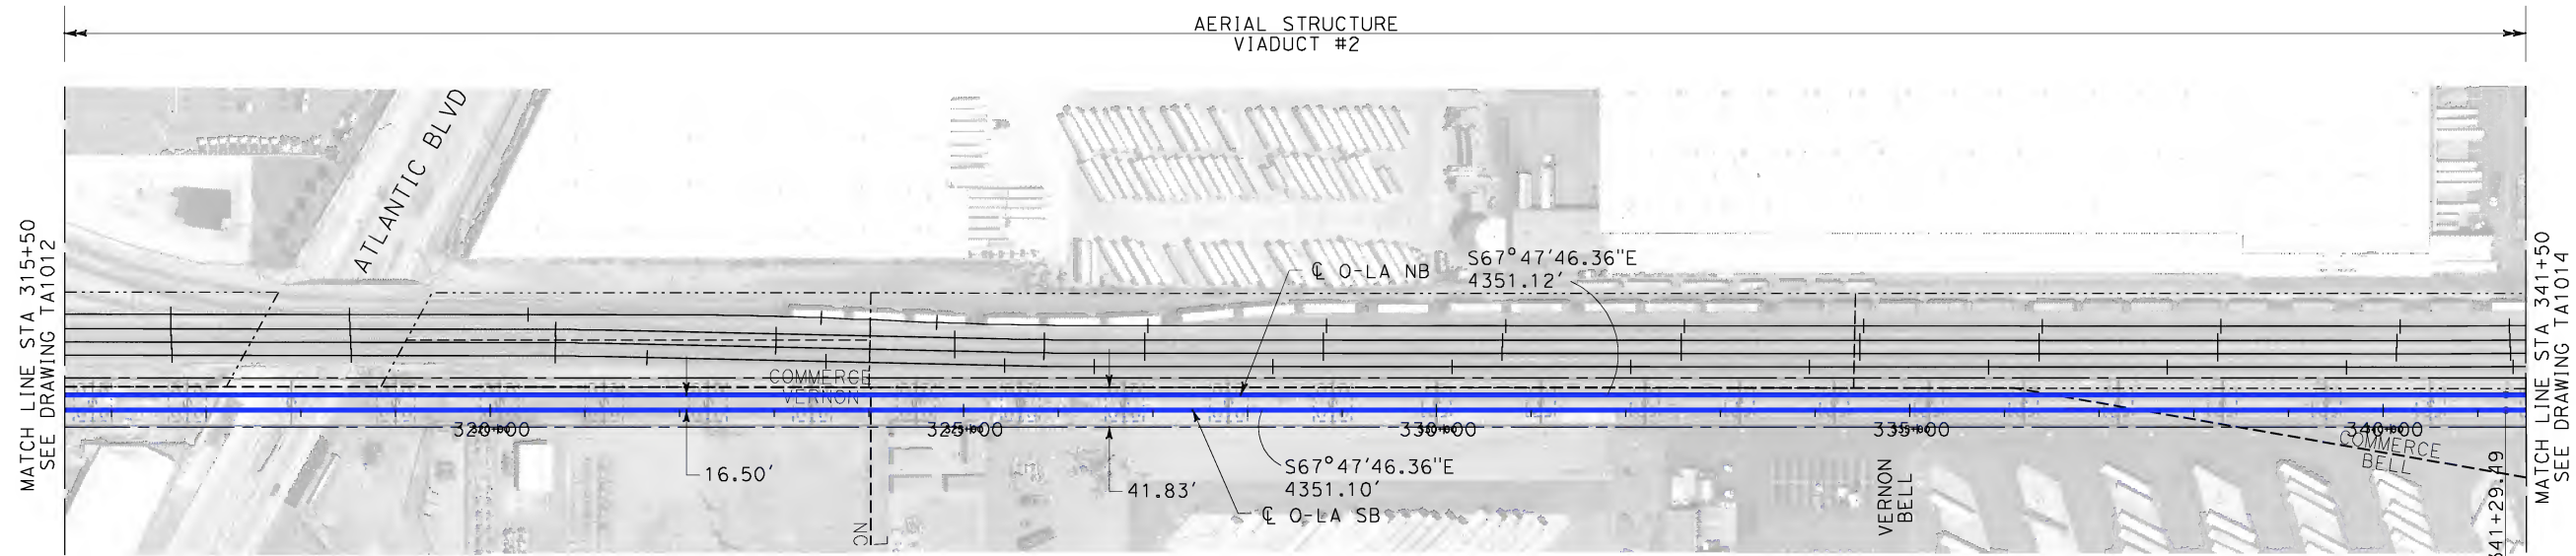 AERIAL STRUCTURE
VIADUCT #2
MATCH LINE STA 315+50
SEE DRAWING TA1012
ATLANTIC BLVD
℄ O-LA NB
S67°47'46.36"E
4351.12'
MATCH LINE STA 341+50
SEE DRAWING TA1014
COMMERCE
VERNON
320+00
325+00
330+00
335+00
340+00
16.50'
41.83'
S67°47'46.36"E
4351.10'
℄ O-LA SB
VERNON
BELL
COMMERCE
BELL
341+29.49